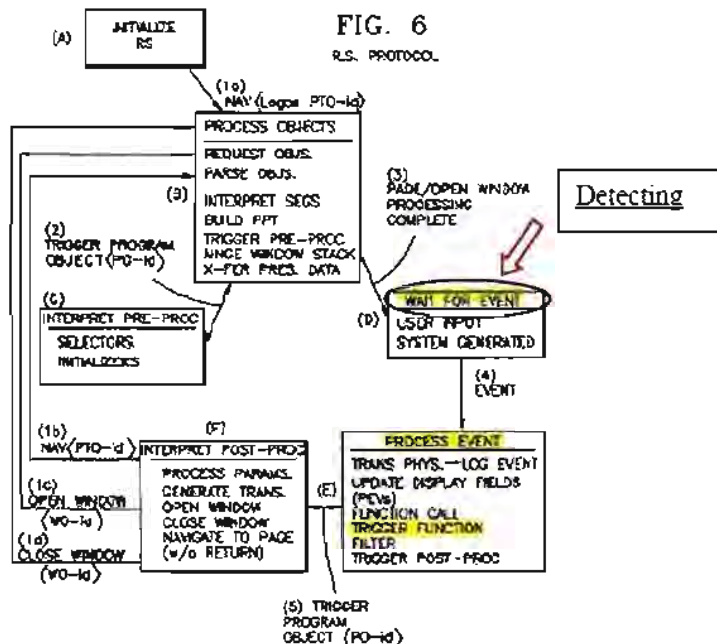 FIG. 6
R.S. PROTOCOL
(A)
INITIALIZE
RS
(1a)
NAV (Logon PTO-id)
PROCESS OBJECTS
REQUEST OBJS.
PARSE OBJS.
(B)
INTERPRET SEGS
BUILD PPT
TRIGGER PRE-PROC
MNGE WINDOW STACK
X-FER PRES. DATA
(3)
PAGE/OPEN WINDOW
PROCESSING
COMPLETE
Detecting
(2)
TRIGGER PROGRAM
OBJECT (PO-id)
(C)
INTERPRET PRE-PROC
SELECTORS
INITIALIZERS
(D)
WAIT FOR EVENT
USER INPUT
SYSTEM GENERATED
(4)
EVENT
PROCESS EVENT
TRANS PHYS.—LOG EVENT
UPDATE DISPLAY FIELDS
(PEVs)
FUNCTION CALL
TRIGGER FUNCTION
FILTER
TRIGGER POST-PROC
(E)
(F)
INTERPRET POST-PROC
PROCESS PARAMS.
GENERATE TRANS.
OPEN WINDOW
CLOSE WINDOW
NAVIGATE TO PAGE
(w/o RETURN)
(1b)
NAV (PTO-id)
(1c)
OPEN WINDOW
(WO-id)
(1d)
CLOSE WINDOW
(WO-id)
(5) TRIGGER
PROGRAM
OBJECT (PO-id)